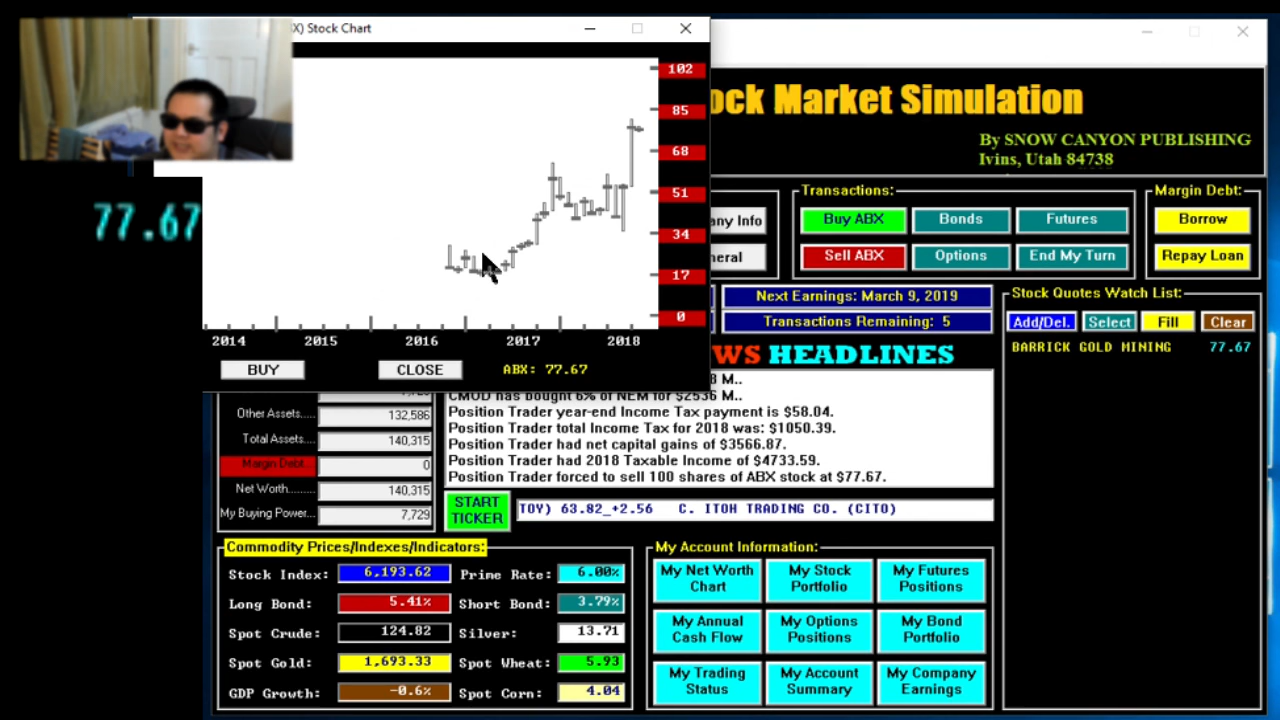 X) Stock Chart
102
85
68
51
34
17
0
2014 2015 2016 2017 2018
BUY
CLOSE
ABX: 77.67
77.67
ock Market Simulation
By SNOW CANYON PUBLISHING
Ivins, Utah 84738
any Info
neral
Transactions:
Buy ABX
Bonds
Futures
Sell ABX
Options
End My Turn
Margin Debt:
Borrow
Repay Loan
Next Earnings: March 9, 2019
Transactions Remaining: 5
Stock Quotes Watch List:
Add/Del.
Select
Fill
Clear
BARRICK GOLD MINING 77.67
WS HEADLINES
CMOD has bought 6% of NEM for $2536 M..
Position Trader year-end Income Tax payment is $58.04.
Position Trader total Income Tax for 2018 was: $1050.39.
Position Trader had net capital gains of $3566.87.
Position Trader had 2018 Taxable Income of $4733.59.
Position Trader forced to sell 100 shares of ABX stock at $77.67.
START
TICKER
TOY) 63.82_+2.56 C. ITOH TRADING CO. (CITO)
Other Assets..... 132,586
Total Assets.... 140,315
Margin Debt.. 0
Net Worth........ 140,315
My Buying Power... 7,729
Commodity Prices/Indexes/Indicators:
Stock Index: 6,193.62 Prime Rate: 6.00%
Long Bond: 5.41% Short Bond: 3.79%
Spot Crude: 124.82 Silver: 13.71
Spot Gold: 1,693.33 Spot Wheat: 5.93
GDP Growth: -0.6% Spot Corn: 4.04
My Account Information:
My Net Worth
Chart
My Stock
Portfolio
My Futures
Positions
My Annual
Cash Flow
My Options
Positions
My Bond
Portfolio
My Trading
Status
My Account
Summary
My Company
Earnings